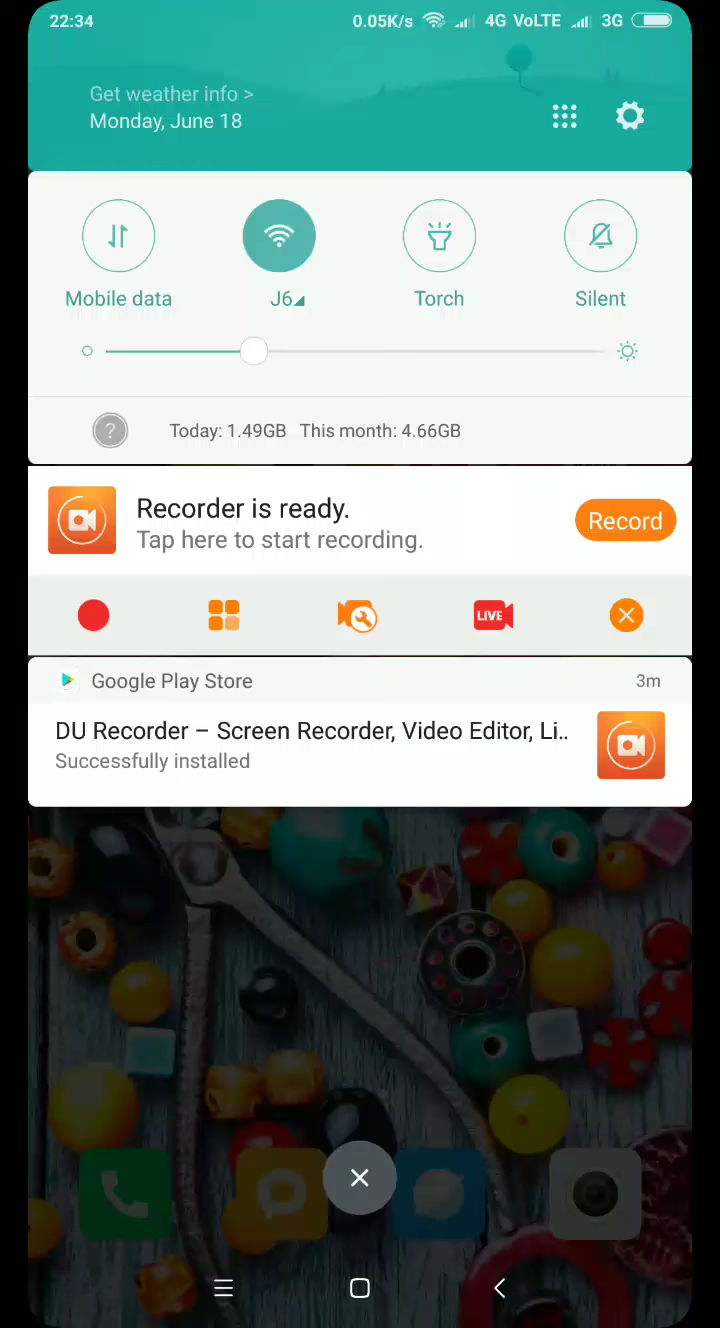 22:34 0.05K/s 4G VoLTE 3G
Get weather info >
Monday, June 18
Mobile data J6 Torch Silent
? Today: 1.49GB This month: 4.66GB
Recorder is ready.
Tap here to start recording.
Record
LIVE
Google Play Store 3m
DU Recorder – Screen Recorder, Video Editor, Li..
Successfully installed